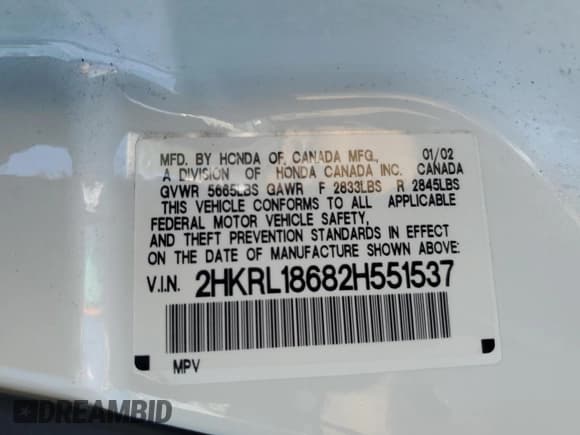 MFD. BY HONDA OF CANADA MFG., 01/02
A DIVISION OF HONDA CANADA INC. CANADA
GVWR 5665LBS GAWR F 2833LBS R 2845LBS
THIS VEHICLE CONFORMS TO ALL APPLICABLE
FEDERAL MOTOR VEHICLE SAFETY,
AND THEFT PREVENTION STANDARDS IN EFFECT
ON THE DATE OF MANUFACTURE SHOWN ABOVE:
V.I.N. 2HKRL18682H551537
MPV
DREAMBID